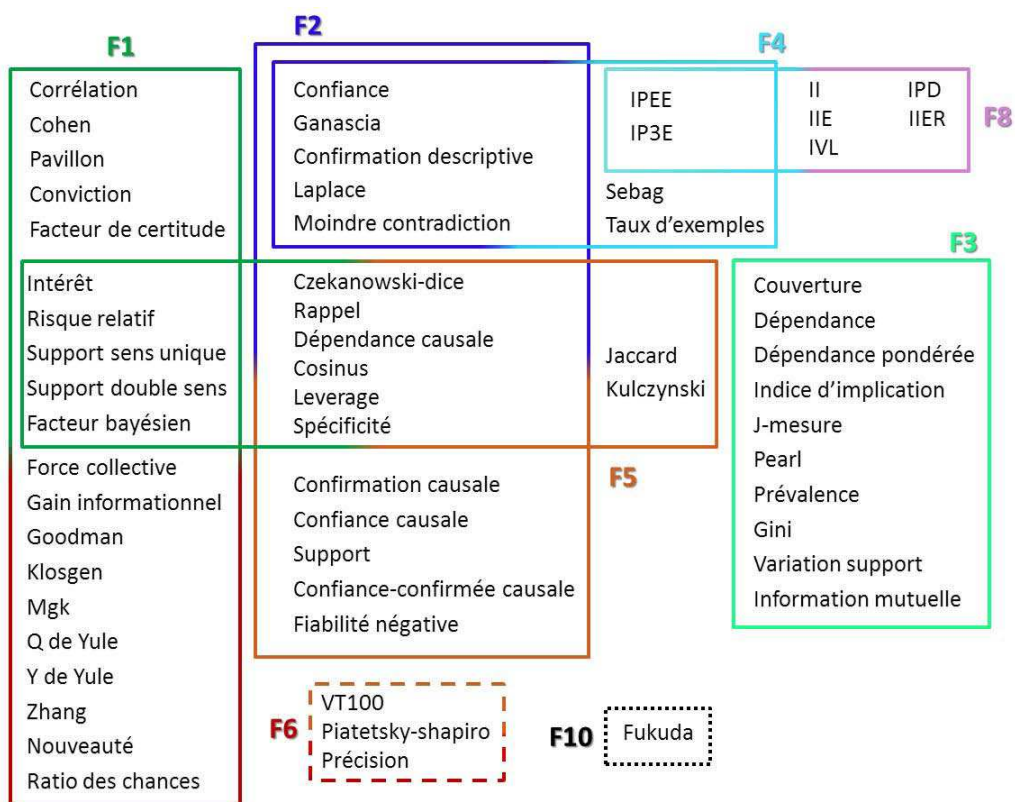 F1
Corrélation
Cohen
Pavillon
Conviction
Facteur de certitude
Intérêt
Risque relatif
Support sens unique
Support double sens
Facteur bayésien
Force collective
Gain informationnel
Goodman
Klosgen
Mgk
Q de Yule
Y de Yule
Zhang
Nouveauté
Ratio des chances
F2
Confiance
Ganascia
Confirmation descriptive
Laplace
Moindre contradiction
Czekanowski-dice
Rappel
Dépendance causale
Cosinus
Leverage
Spécificité
Confirmation causale
Confiance causale
Support
Confiance-confirmée causale
Fiabilité négative
F4
IPEE
IP3E
Sebag
Taux d'exemples
Jaccard
Kulczynski
F5
II IPD
IIE IIER
IVL
F8
F3
Couverture
Dépendance
Dépendance pondérée
Indice d'implication
J-mesure
Pearl
Prévalence
Gini
Variation support
Information mutuelle
F6
VT100
Piatetsky-shapiro
Précision
F10
Fukuda